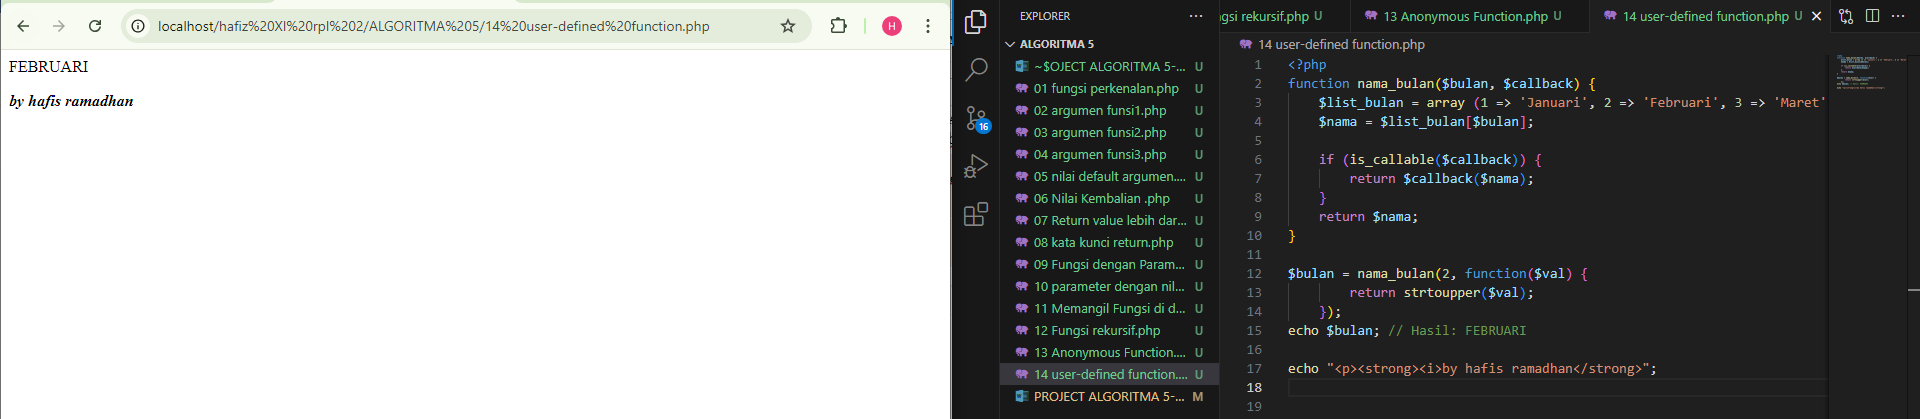 localhost/hafiz%20XI%20rpl%202/ALGORITMA%205/14%20user-defined%20function.php
H
FEBRUARI
by hafis ramadhan
EXPLORER
ALGORITMA 5
~$OJECT ALGORITMA 5-... U
01 fungsi perkenalan.php U
02 argumen funsi1.php U
03 argumen funsi2.php U
04 argumen funsi3.php U
05 nilai default argumen.... U
06 Nilai Kembalian .php U
07 Return value lebih dar... U
08 kata kunci return.php U
09 Fungsi dengan Param... U
10 parameter dengan nil... U
11 Memangil Fungsi di d... U
12 Fungsi rekursif.php U
13 Anonymous Function.... U
14 user-defined function.... U
PROJECT ALGORITMA 5-... M
16
gsi rekursif.php U
13 Anonymous Function.php U
14 user-defined function.php U
14 user-defined function.php
1 <?php
2 function nama_bulan($bulan, $callback) {
3 $list_bulan = array (1 => 'Januari', 2 => 'Februari', 3 => 'Maret'
4 $nama = $list_bulan[$bulan];
5
6 if (is_callable($callback)) {
7 return $callback($nama);
8 }
9 return $nama;
10 }
11
12 $bulan = nama_bulan(2, function($val) {
13 return strtoupper($val);
14 });
15 echo $bulan; // Hasil: FEBRUARI
16
17 echo "<p><strong><i>by hafis ramadhan</strong>";
18
19